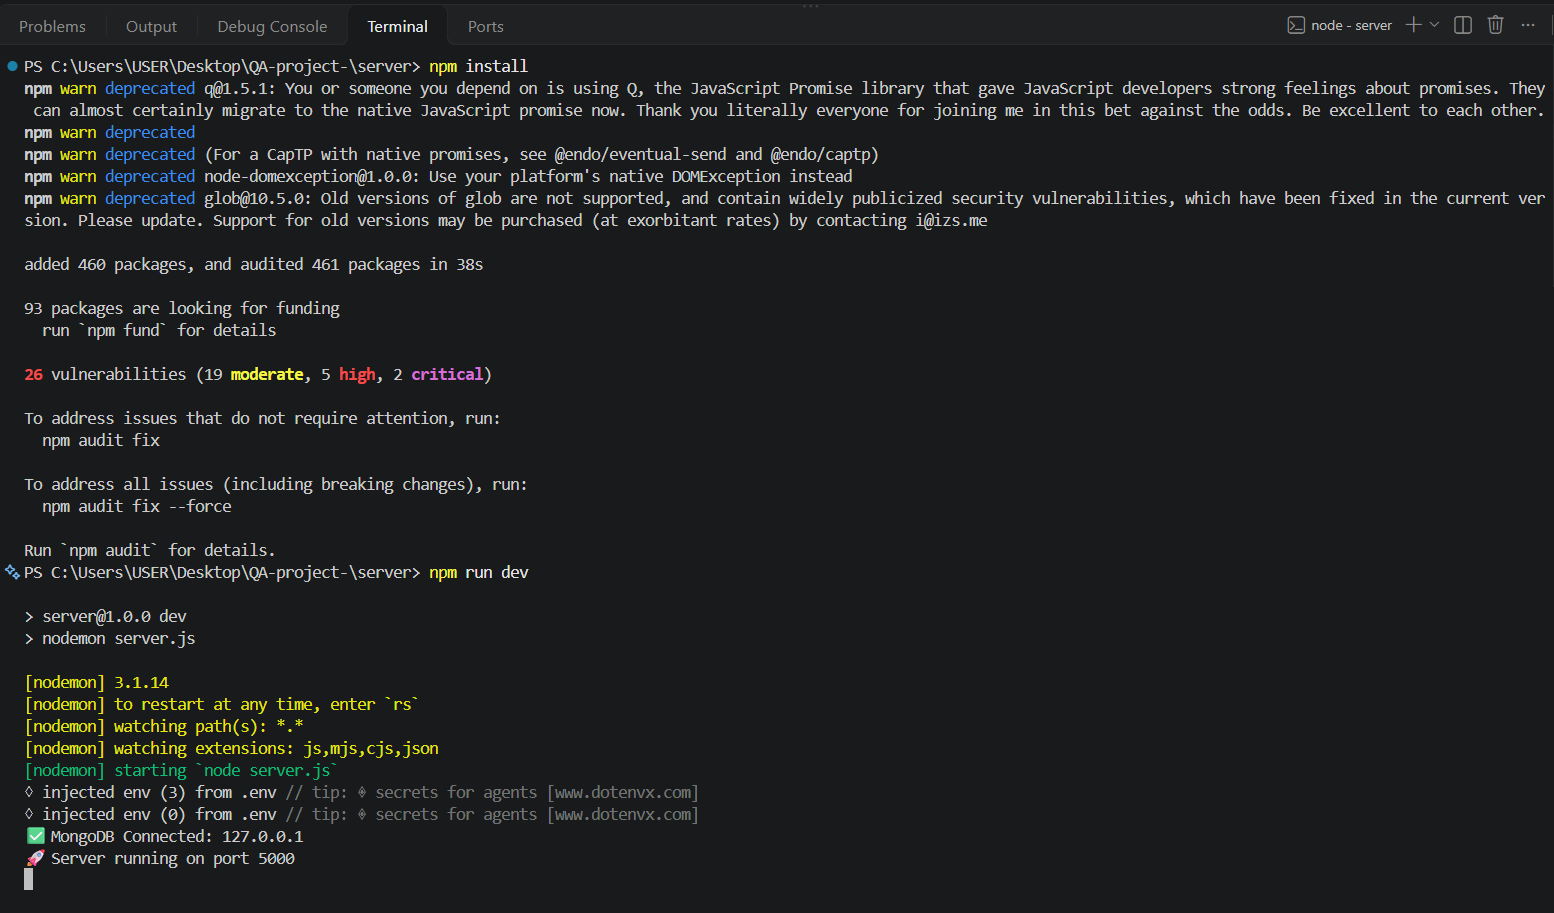 Problems Output Debug Console Terminal Ports node - server
PS C:\Users\USER\Desktop\QA-project-\server> npm install
npm warn deprecated q@1.5.1: You or someone you depend on is using Q, the JavaScript Promise library that gave JavaScript developers strong feelings about promises. They
can almost certainly migrate to the native JavaScript promise now. Thank you literally everyone for joining me in this bet against the odds. Be excellent to each other.
npm warn deprecated
npm warn deprecated (For a CapTP with native promises, see @endo/eventual-send and @endo/captp)
npm warn deprecated node-domexception@1.0.0: Use your platform's native DOMException instead
npm warn deprecated glob@10.5.0: Old versions of glob are not supported, and contain widely publicized security vulnerabilities, which have been fixed in the current ver
sion. Please update. Support for old versions may be purchased (at exorbitant rates) by contacting i@izs.me
added 460 packages, and audited 461 packages in 38s
93 packages are looking for funding
run `npm fund` for details
26 vulnerabilities (19 moderate, 5 high, 2 critical)
To address issues that do not require attention, run:
npm audit fix
To address all issues (including breaking changes), run:
npm audit fix --force
Run `npm audit` for details.
PS C:\Users\USER\Desktop\QA-project-\server> npm run dev
> server@1.0.0 dev
> nodemon server.js
[nodemon] 3.1.14
[nodemon] to restart at any time, enter `rs`
[nodemon] watching path(s): *.*
[nodemon] watching extensions: js,mjs,cjs,json
[nodemon] starting `node server.js`
◊ injected env (3) from .env // tip: ⌖ secrets for agents [www.dotenvx.com]
◊ injected env (0) from .env // tip: ⌖ secrets for agents [www.dotenvx.com]
✅ MongoDB Connected: 127.0.0.1
🚀 Server running on port 5000